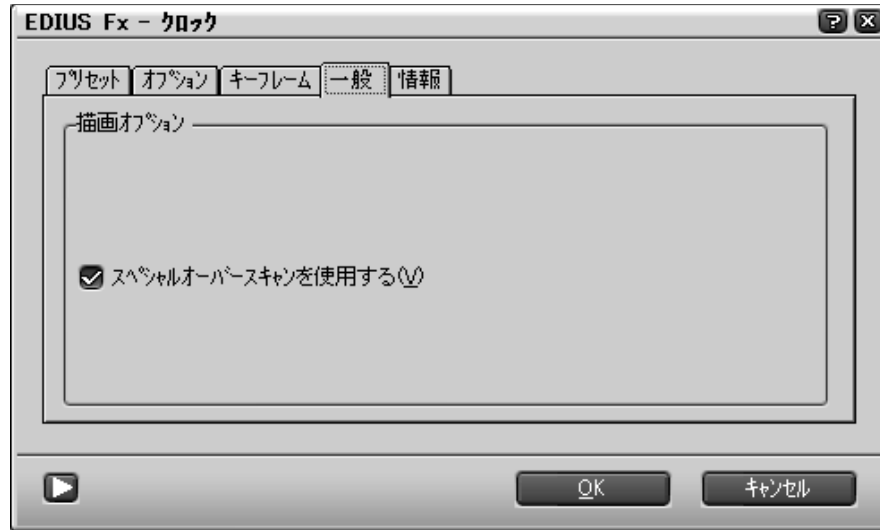 EDIUS Fx - クロック
プリセット オプション キーフレーム 一般 情報
描画オプション
スペシャルオーバースキャンを使用する(V)
OK キャンセル